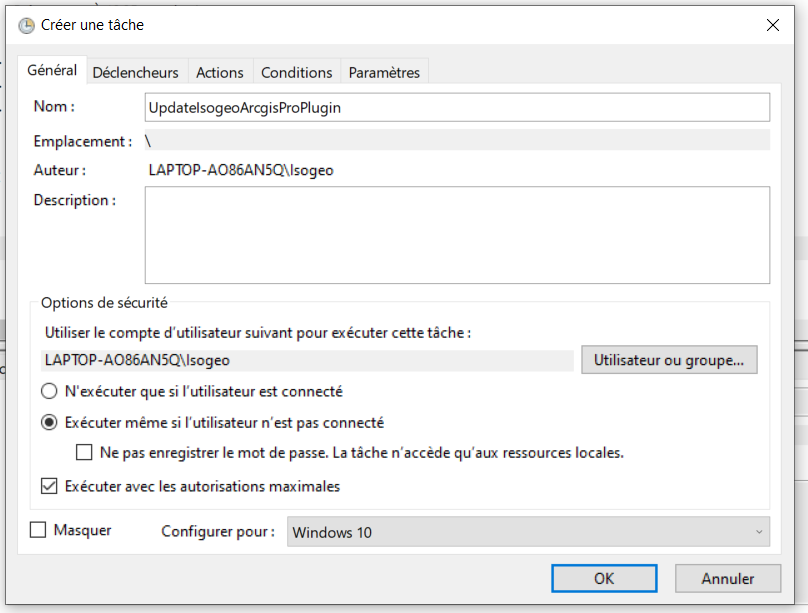 Créer une tâche
Général Déclencheurs Actions Conditions Paramètres
Nom : UpdateIsogeoArcgisProPlugin
Emplacement : \
Auteur : LAPTOP-AO86AN5Q\Isogeo
Description :
Options de sécurité
Utiliser le compte d'utilisateur suivant pour exécuter cette tâche :
LAPTOP-AO86AN5Q\Isogeo Utilisateur ou groupe...
N'exécuter que si l'utilisateur est connecté
Exécuter même si l'utilisateur n'est pas connecté
Ne pas enregistrer le mot de passe. La tâche n'accède qu'aux ressources locales.
Exécuter avec les autorisations maximales
Masquer Configurer pour : Windows 10
OK Annuler